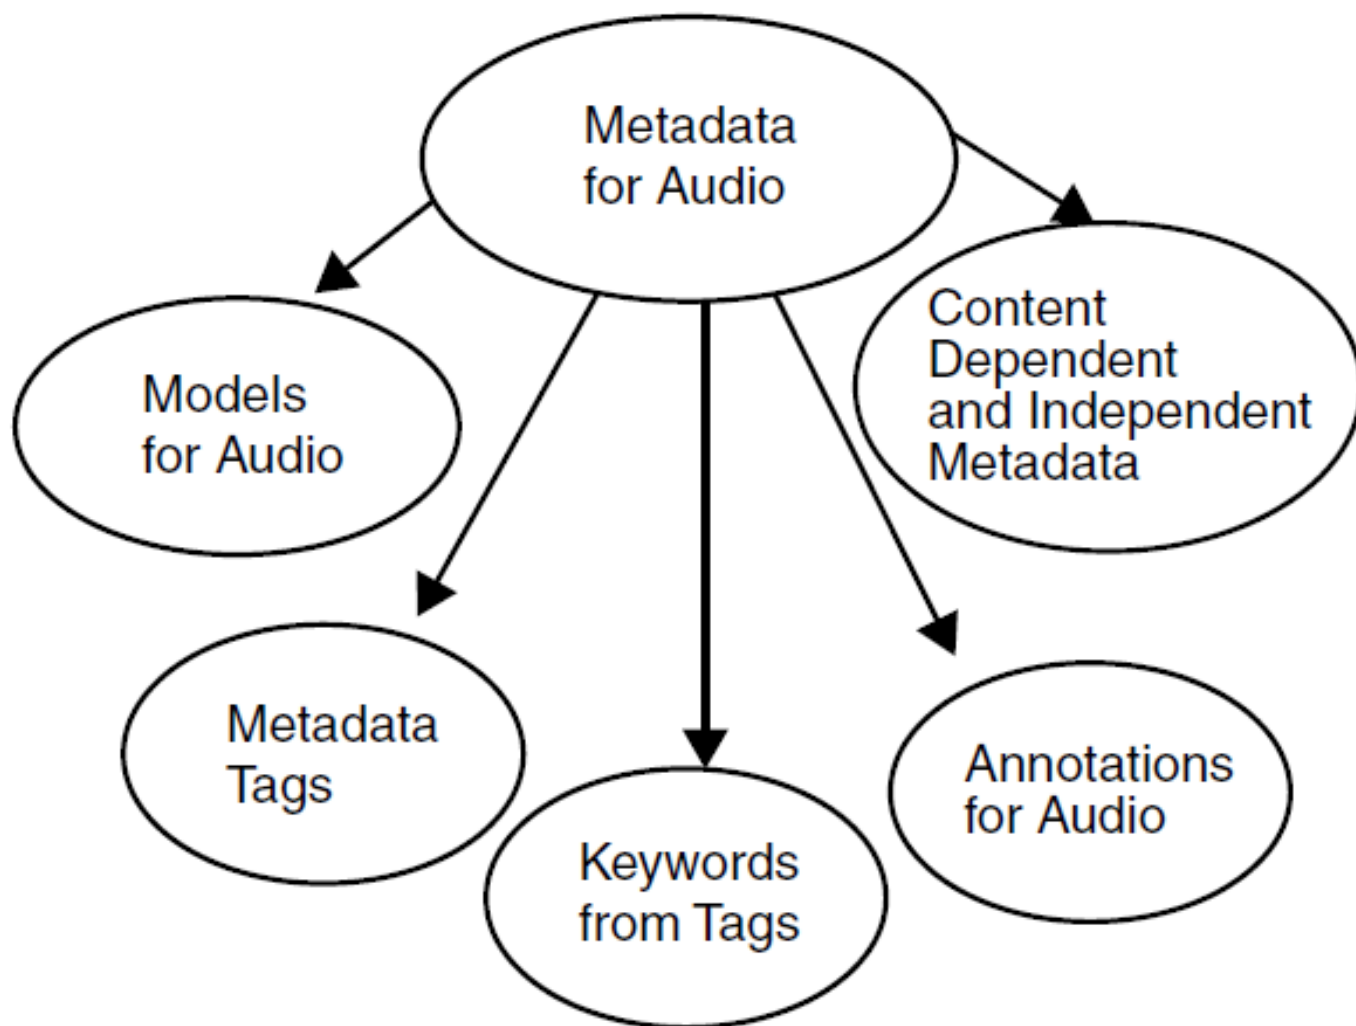 Metadata
for Audio
Content
Dependent
and Independent
Metadata
Models
for Audio
Metadata
Tags
Annotations
for Audio
Keywords
from Tags